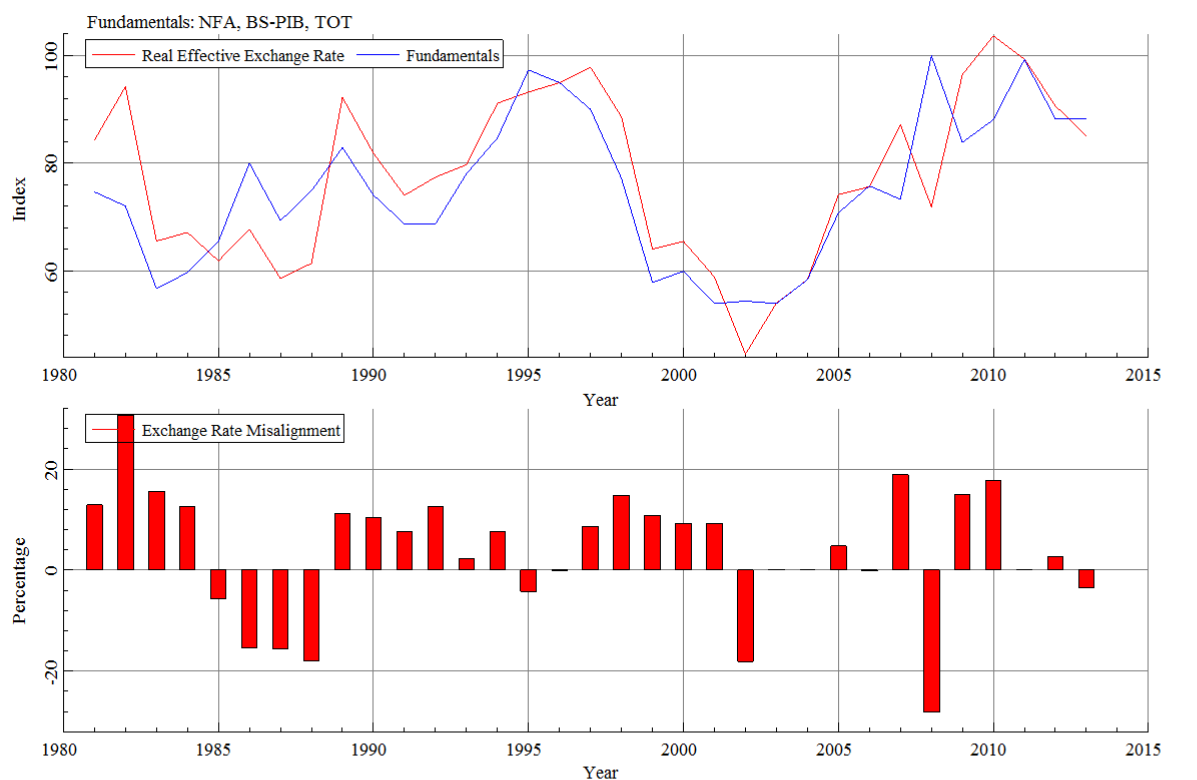 Fundamentals: NFA, BS-PIB, TOT
Real Effective Exchange Rate Fundamentals
100
80
60
Index
1980 1985 1990 1995 2000 2005 2010 2015
Year
Exchange Rate Misalignment
20
0
-20
Percentage
1980 1985 1990 1995 2000 2005 2010 2015
Year